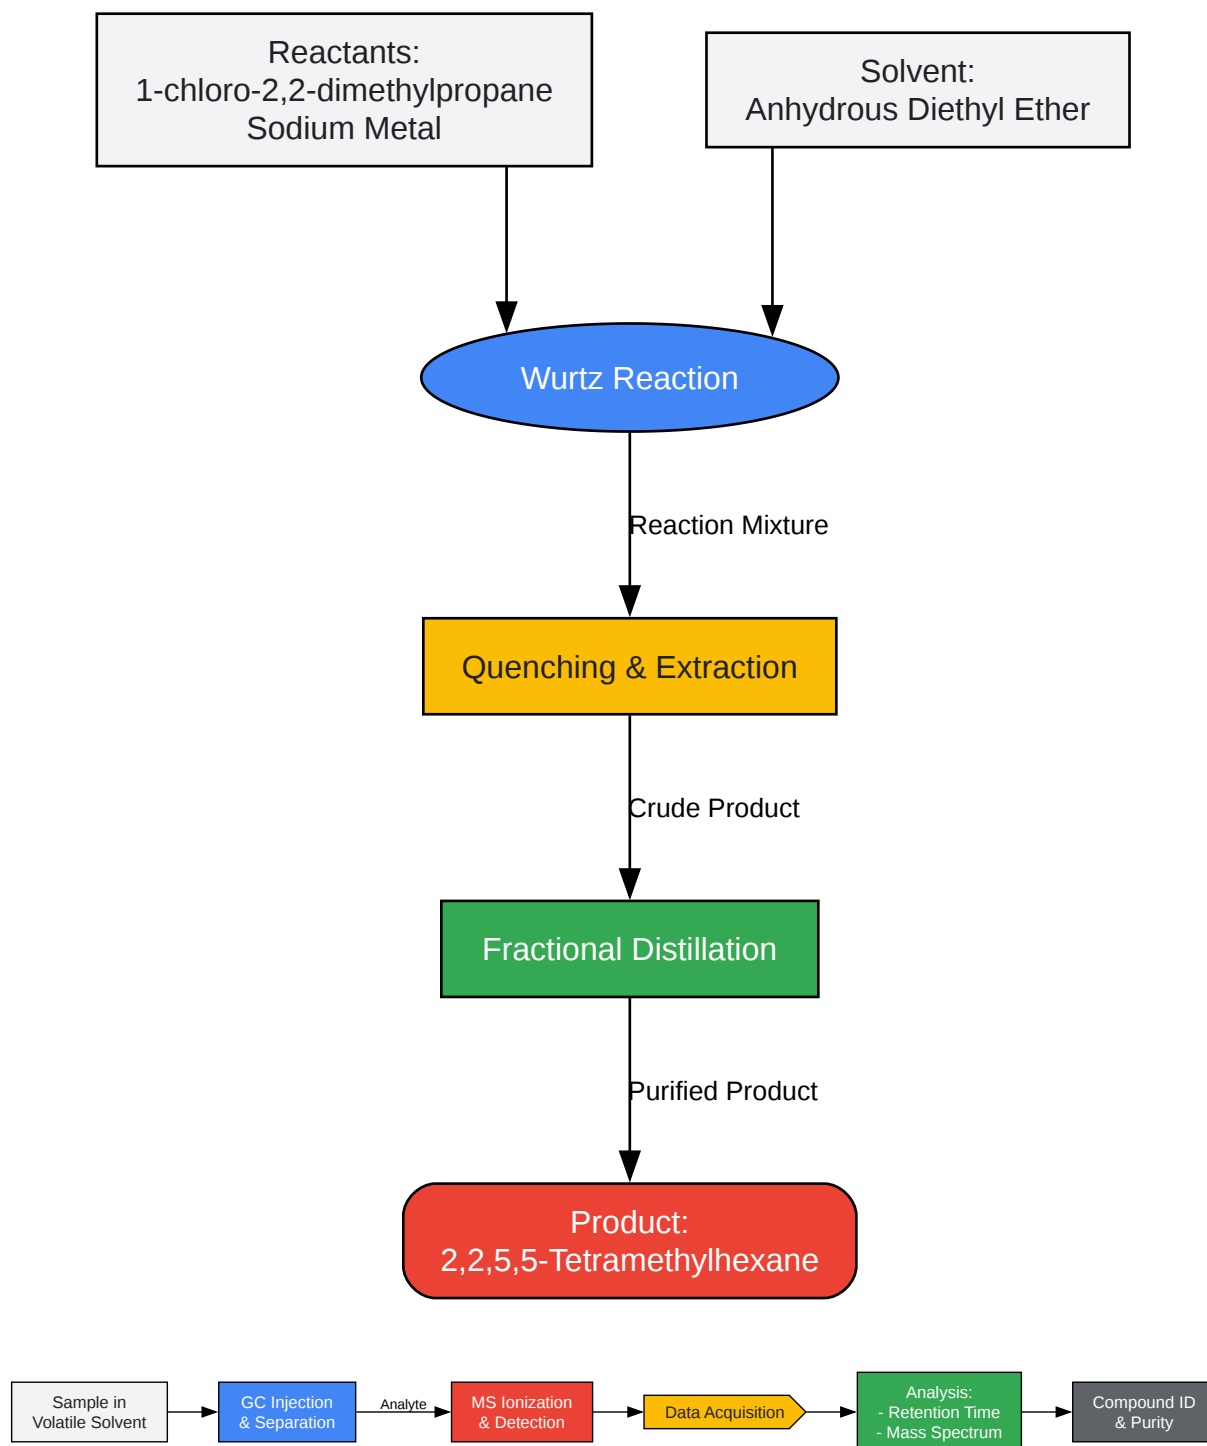 Reactants:
1-chloro-2,2-dimethylpropane
Sodium Metal
Solvent:
Anhydrous Diethyl Ether
Wurtz Reaction
Reaction Mixture
Quenching & Extraction
Crude Product
Fractional Distillation
Purified Product
Product:
2,2,5,5-Tetramethylhexane
Sample in
Volatile Solvent
GC Injection
& Separation
Analyte
MS Ionization
& Detection
Data Acquisition
Analysis:
- Retention Time
- Mass Spectrum
Compound ID
& Purity